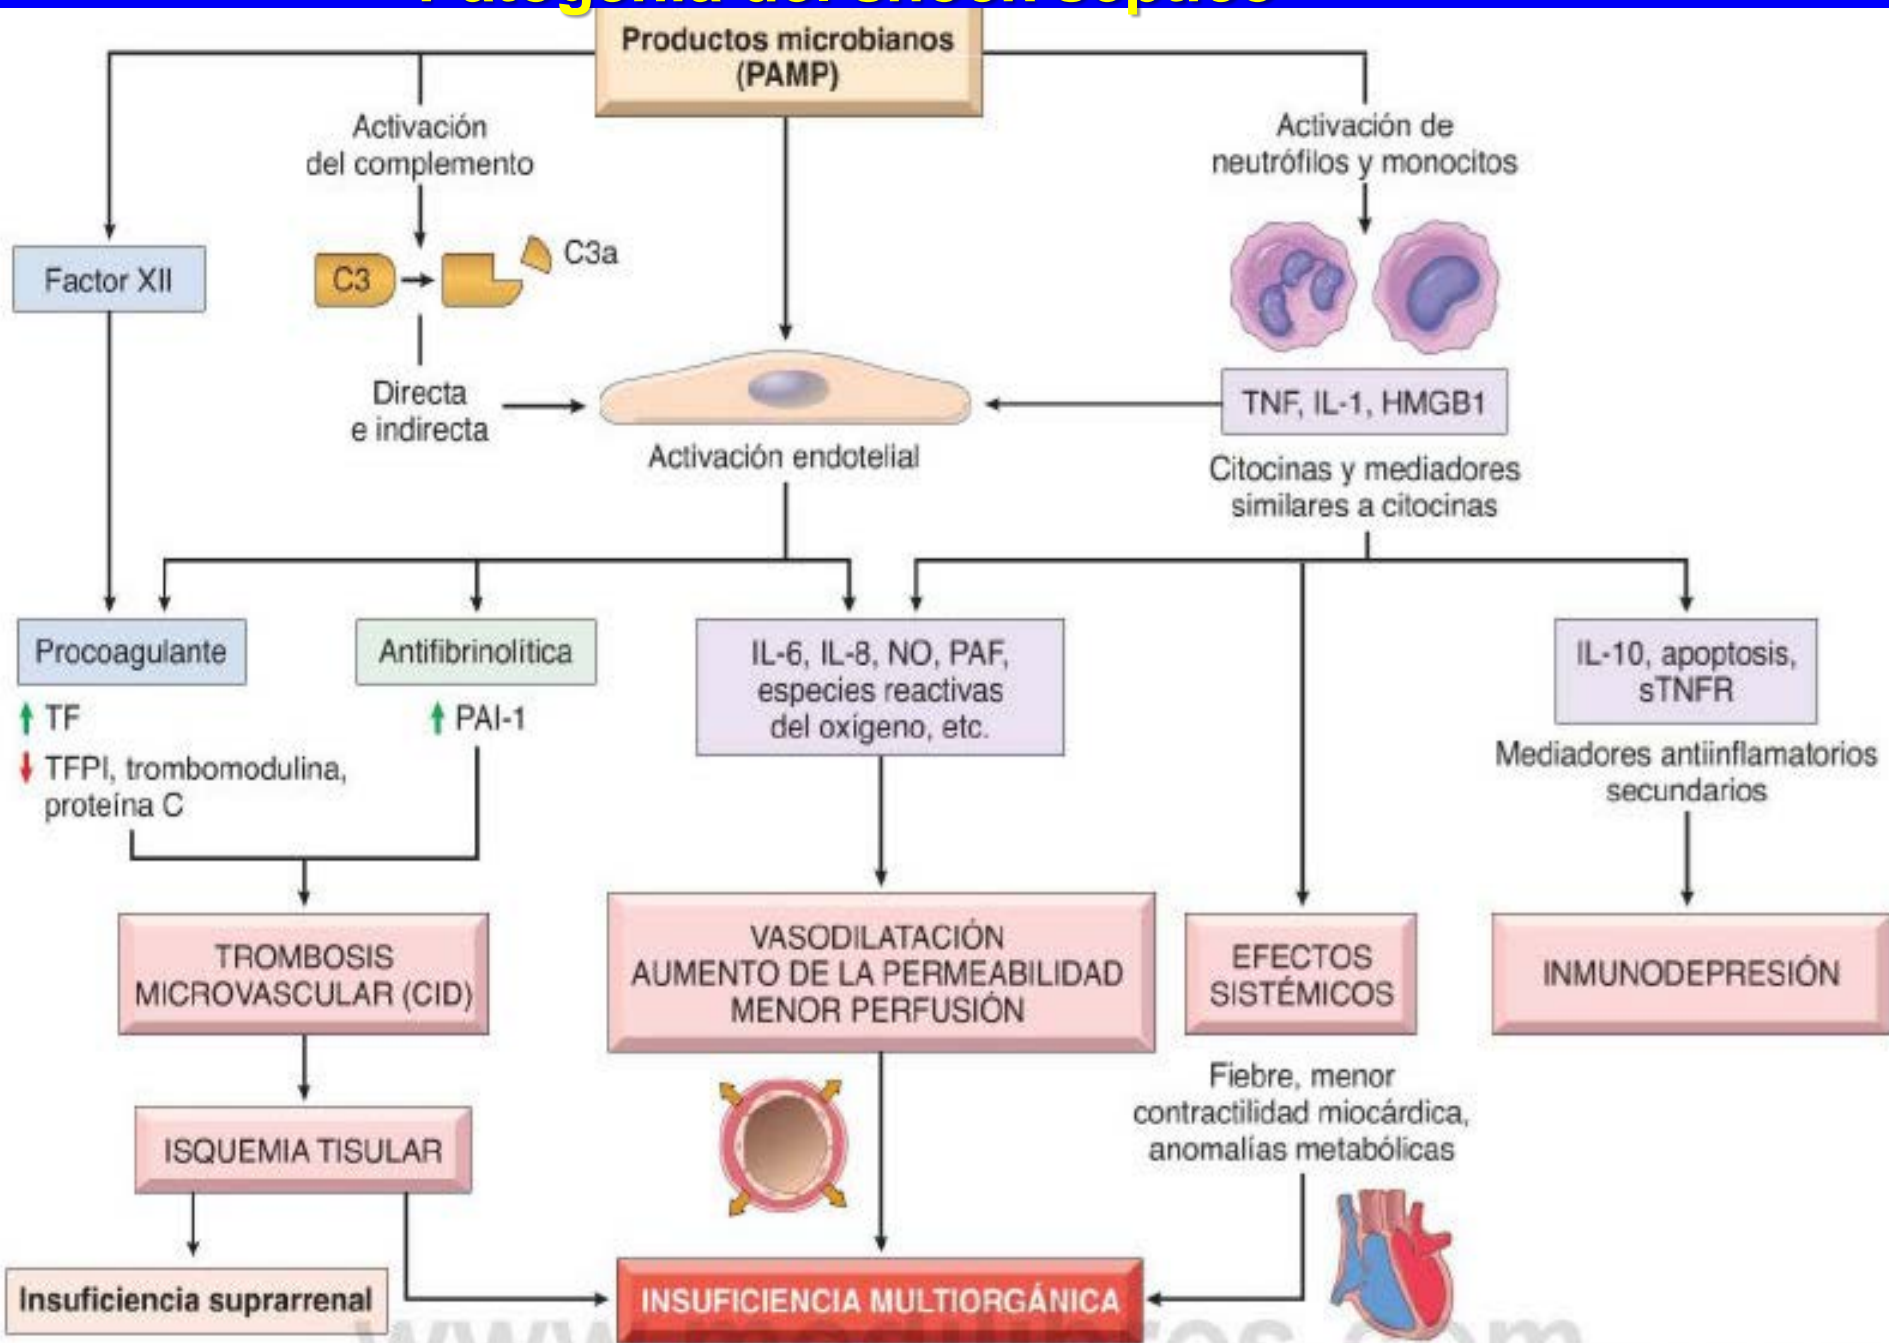 Patogenia del shock séptico
Productos microbianos
(PAMP)
Activación
del complemento
Activación de
neutrófilos y monocitos
Factor XII
C3
C3a
Directa
e indirecta
TNF, IL-1, HMGB1
Activación endotelial
Citocinas y mediadores
similares a citocinas
Procoagulante
Antifibrinolítica
IL-6, IL-8, NO, PAF,
especies reactivas
del oxígeno, etc.
IL-10, apoptosis,
sTNFR
↑ TF
↓ TFPI, trombomodulina,
proteína C
↑ PAI-1
Mediadores antiinflamatorios
secundarios
TROMBOSIS
MICROVASCULAR (CID)
VASODILATACIÓN
AUMENTO DE LA PERMEABILIDAD
MENOR PERFUSIÓN
EFECTOS
SISTÉMICOS
INMUNODEPRESIÓN
Fiebre, menor
contractilidad miocárdica,
anomalías metabólicas
ISQUEMIA TISULAR
Insuficiencia suprarrenal
INSUFICIENCIA MULTIORGÁNICA